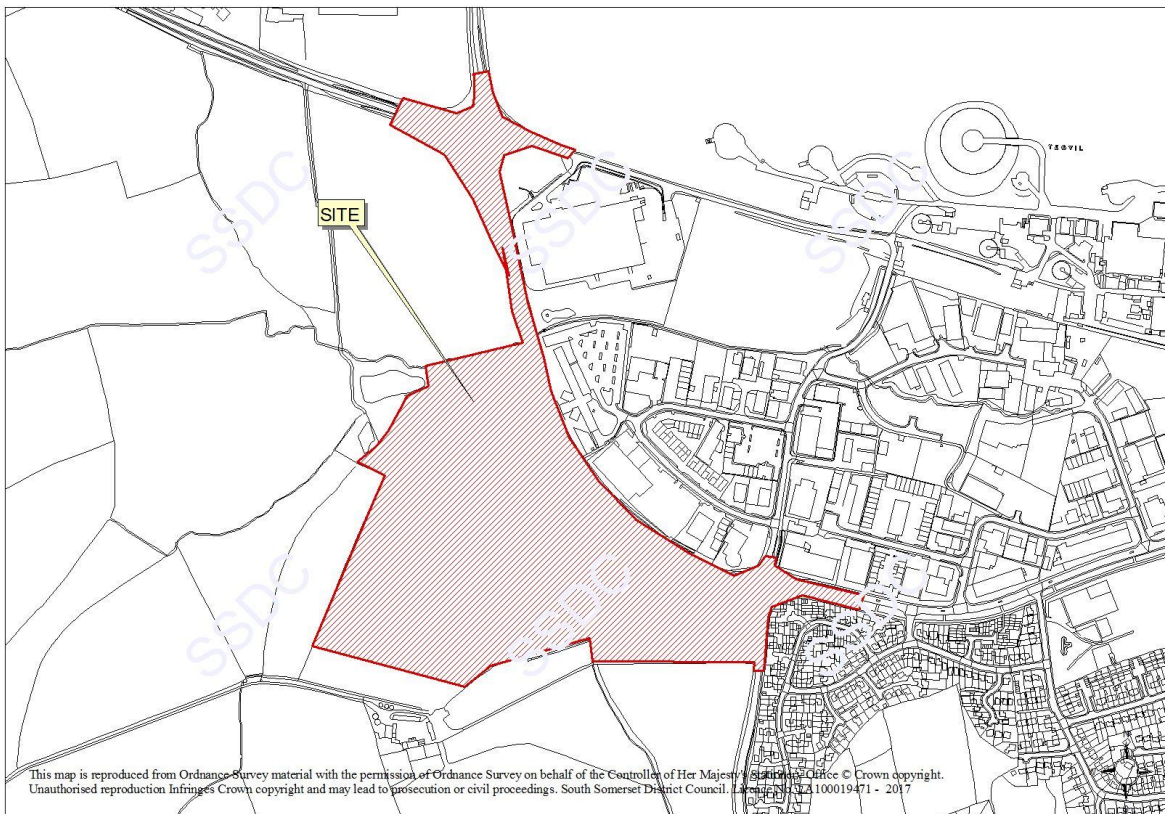 TEGVIL
SSDC SSDC SSDC
SITE
SSDC SSDC SSDC
This map is reproduced from Ordnance Survey material with the permission of Ordnance Survey on behalf of the Controller of Her Majesty's Stationery Office © Crown copyright.
Unauthorised reproduction Infringes Crown copyright and may lead to prosecution or civil proceedings. South Somerset District Council. Licence No. LA100019471 - 2017